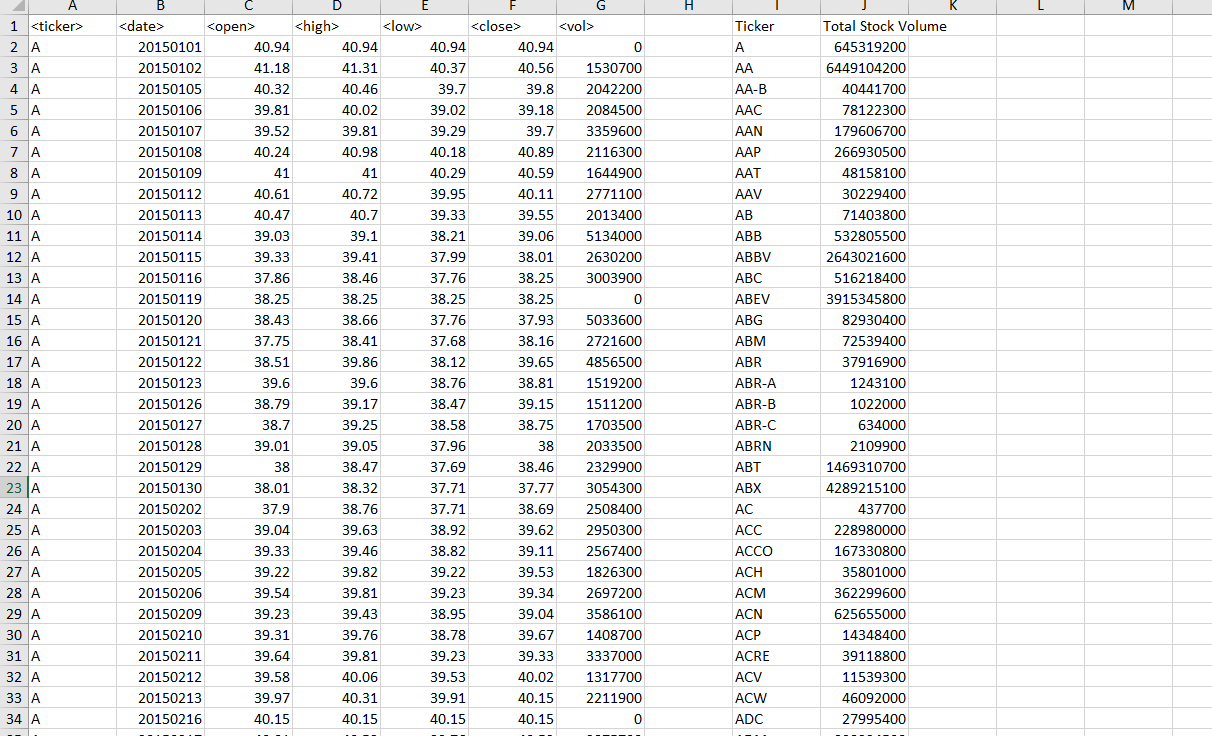 A B C D E F G H I J K L M
1 <ticker> <date> <open> <high> <low> <close> <vol> Ticker Total Stock Volume
2 A 20150101 40.94 40.94 40.94 40.94 0 A 645319200
3 A 20150102 41.18 41.31 40.37 40.56 1530700 AA 6449104200
4 A 20150105 40.32 40.46 39.7 39.8 2042200 AA-B 40441700
5 A 20150106 39.81 40.02 39.02 39.18 2084500 AAC 78122300
6 A 20150107 39.52 39.81 39.29 39.7 3359600 AAN 179606700
7 A 20150108 40.24 40.98 40.18 40.89 2116300 AAP 266930500
8 A 20150109 41 41 40.29 40.59 1644900 AAT 48158100
9 A 20150112 40.61 40.72 39.95 40.11 2771100 AAV 30229400
10 A 20150113 40.47 40.7 39.33 39.55 2013400 AB 71403800
11 A 20150114 39.03 39.1 38.21 39.06 5134000 ABB 532805500
12 A 20150115 39.33 39.41 37.99 38.01 2630200 ABBV 2643021600
13 A 20150116 37.86 38.46 37.76 38.25 3003900 ABC 516218400
14 A 20150119 38.25 38.25 38.25 38.25 0 ABEV 3915345800
15 A 20150120 38.43 38.66 37.76 37.93 5033600 ABG 82930400
16 A 20150121 37.75 38.41 37.68 38.16 2721600 ABM 72539400
17 A 20150122 38.51 39.86 38.12 39.65 4856500 ABR 37916900
18 A 20150123 39.6 39.6 38.76 38.81 1519200 ABR-A 1243100
19 A 20150126 38.79 39.17 38.47 39.15 1511200 ABR-B 1022000
20 A 20150127 38.7 39.25 38.58 38.75 1703500 ABR-C 634000
21 A 20150128 39.01 39.05 37.96 38 2033500 ABRN 2109900
22 A 20150129 38 38.47 37.69 38.46 2329900 ABT 1469310700
23 A 20150130 38.01 38.32 37.71 37.77 3054300 ABX 4289215100
24 A 20150202 37.9 38.76 37.71 38.69 2508400 AC 437700
25 A 20150203 39.04 39.63 38.92 39.62 2950300 ACC 228980000
26 A 20150204 39.33 39.46 38.82 39.11 2567400 ACCO 167330800
27 A 20150205 39.22 39.82 39.22 39.53 1826300 ACH 35801000
28 A 20150206 39.54 39.81 39.23 39.34 2697200 ACM 362299600
29 A 20150209 39.23 39.43 38.95 39.04 3586100 ACN 625655000
30 A 20150210 39.31 39.76 38.78 39.67 1408700 ACP 14348400
31 A 20150211 39.64 39.81 39.23 39.33 3337000 ACRE 39118800
32 A 20150212 39.58 40.06 39.53 40.02 1317700 ACV 11539300
33 A 20150213 39.97 40.31 39.91 40.15 2211900 ACW 46092000
34 A 20150216 40.15 40.15 40.15 40.15 0 ADC 27995400